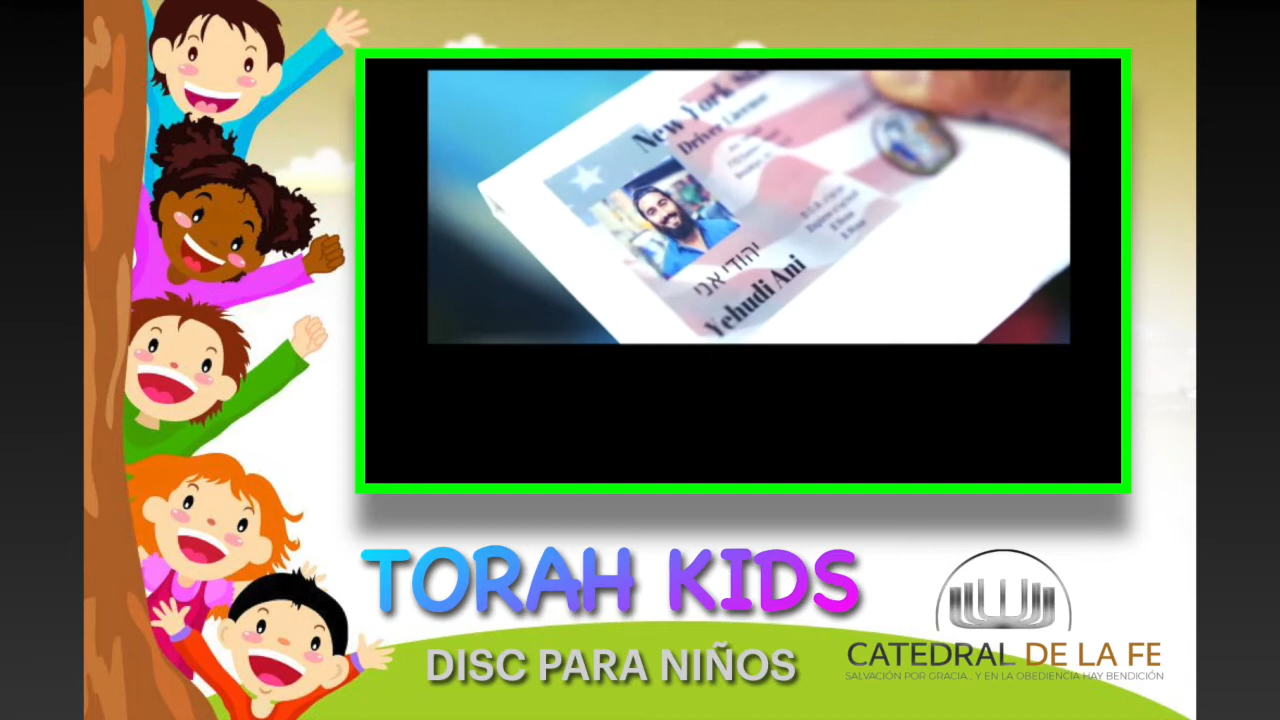 New York
Driver License
יהודי אני
Yehudi Ani
TORAH KIDS
DISC PARA NIÑOS
CATEDRAL DE LA FE
SALVACIÓN POR GRACIA... Y EN LA OBEDIENCIA HAY BENDICIÓN